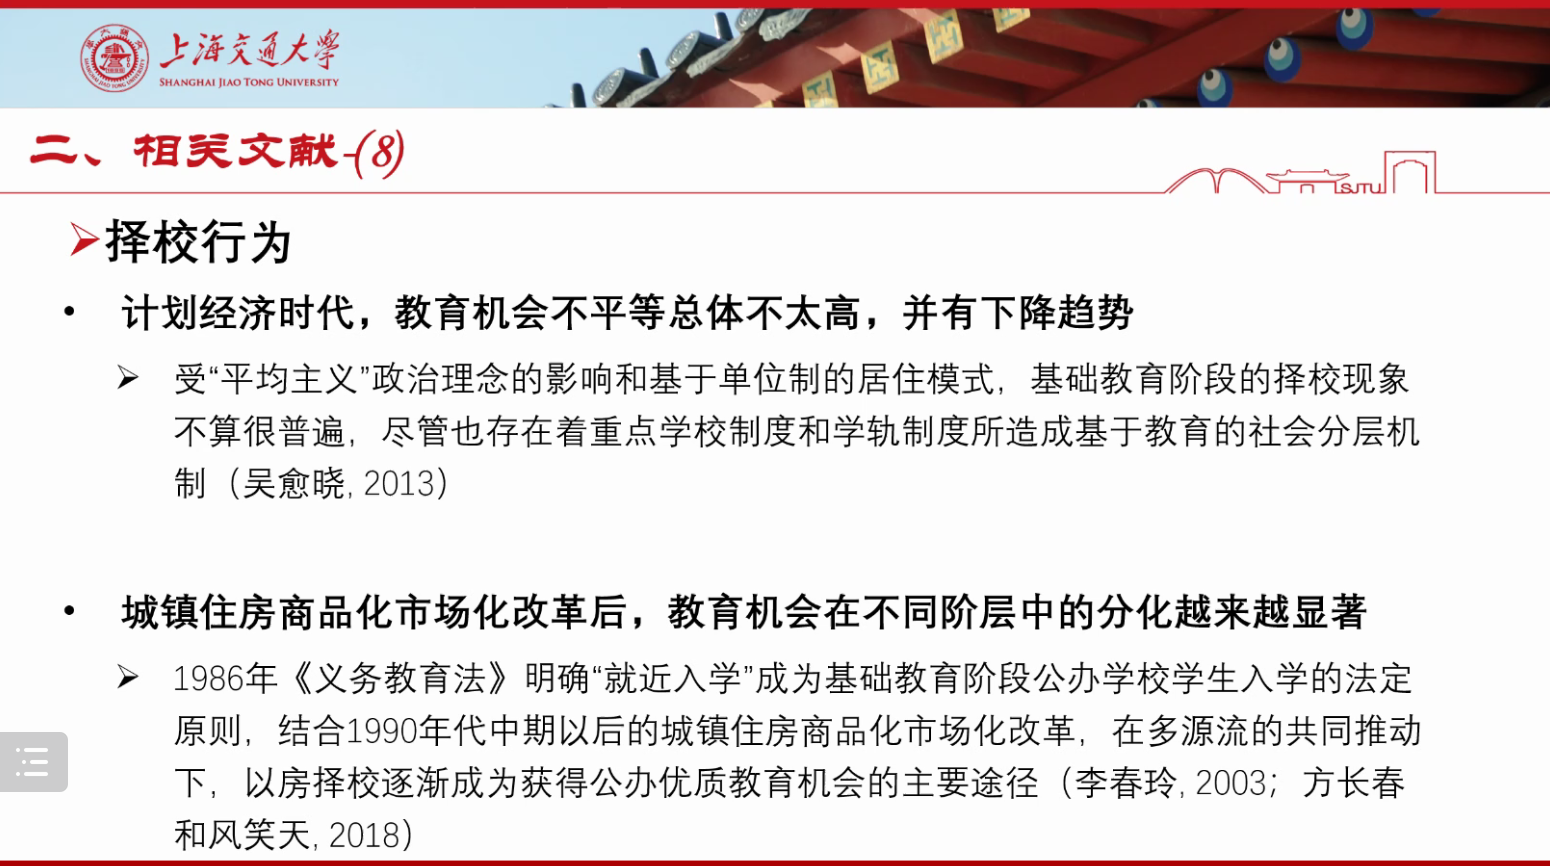 上海交通大学
SHANGHAI JIAO TONG UNIVERSITY
二、相关文献-(8)
SJTU
择校行为
• 计划经济时代，教育机会不平等总体不太高，并有下降趋势
受“平均主义”政治理念的影响和基于单位制的居住模式，基础教育阶段的择校现象
不算很普遍，尽管也存在着重点学校制度和学轨制度所造成基于教育的社会分层机
制（吴愈晓, 2013）
• 城镇住房商品化市场化改革后，教育机会在不同阶层中的分化越来越显著
1986年《义务教育法》明确“就近入学”成为基础教育阶段公办学校学生入学的法定
原则，结合1990年代中期以后的城镇住房商品化市场化改革，在多源流的共同推动
下，以房择校逐渐成为获得公办优质教育机会的主要途径（李春玲, 2003；方长春
和风笑天, 2018）